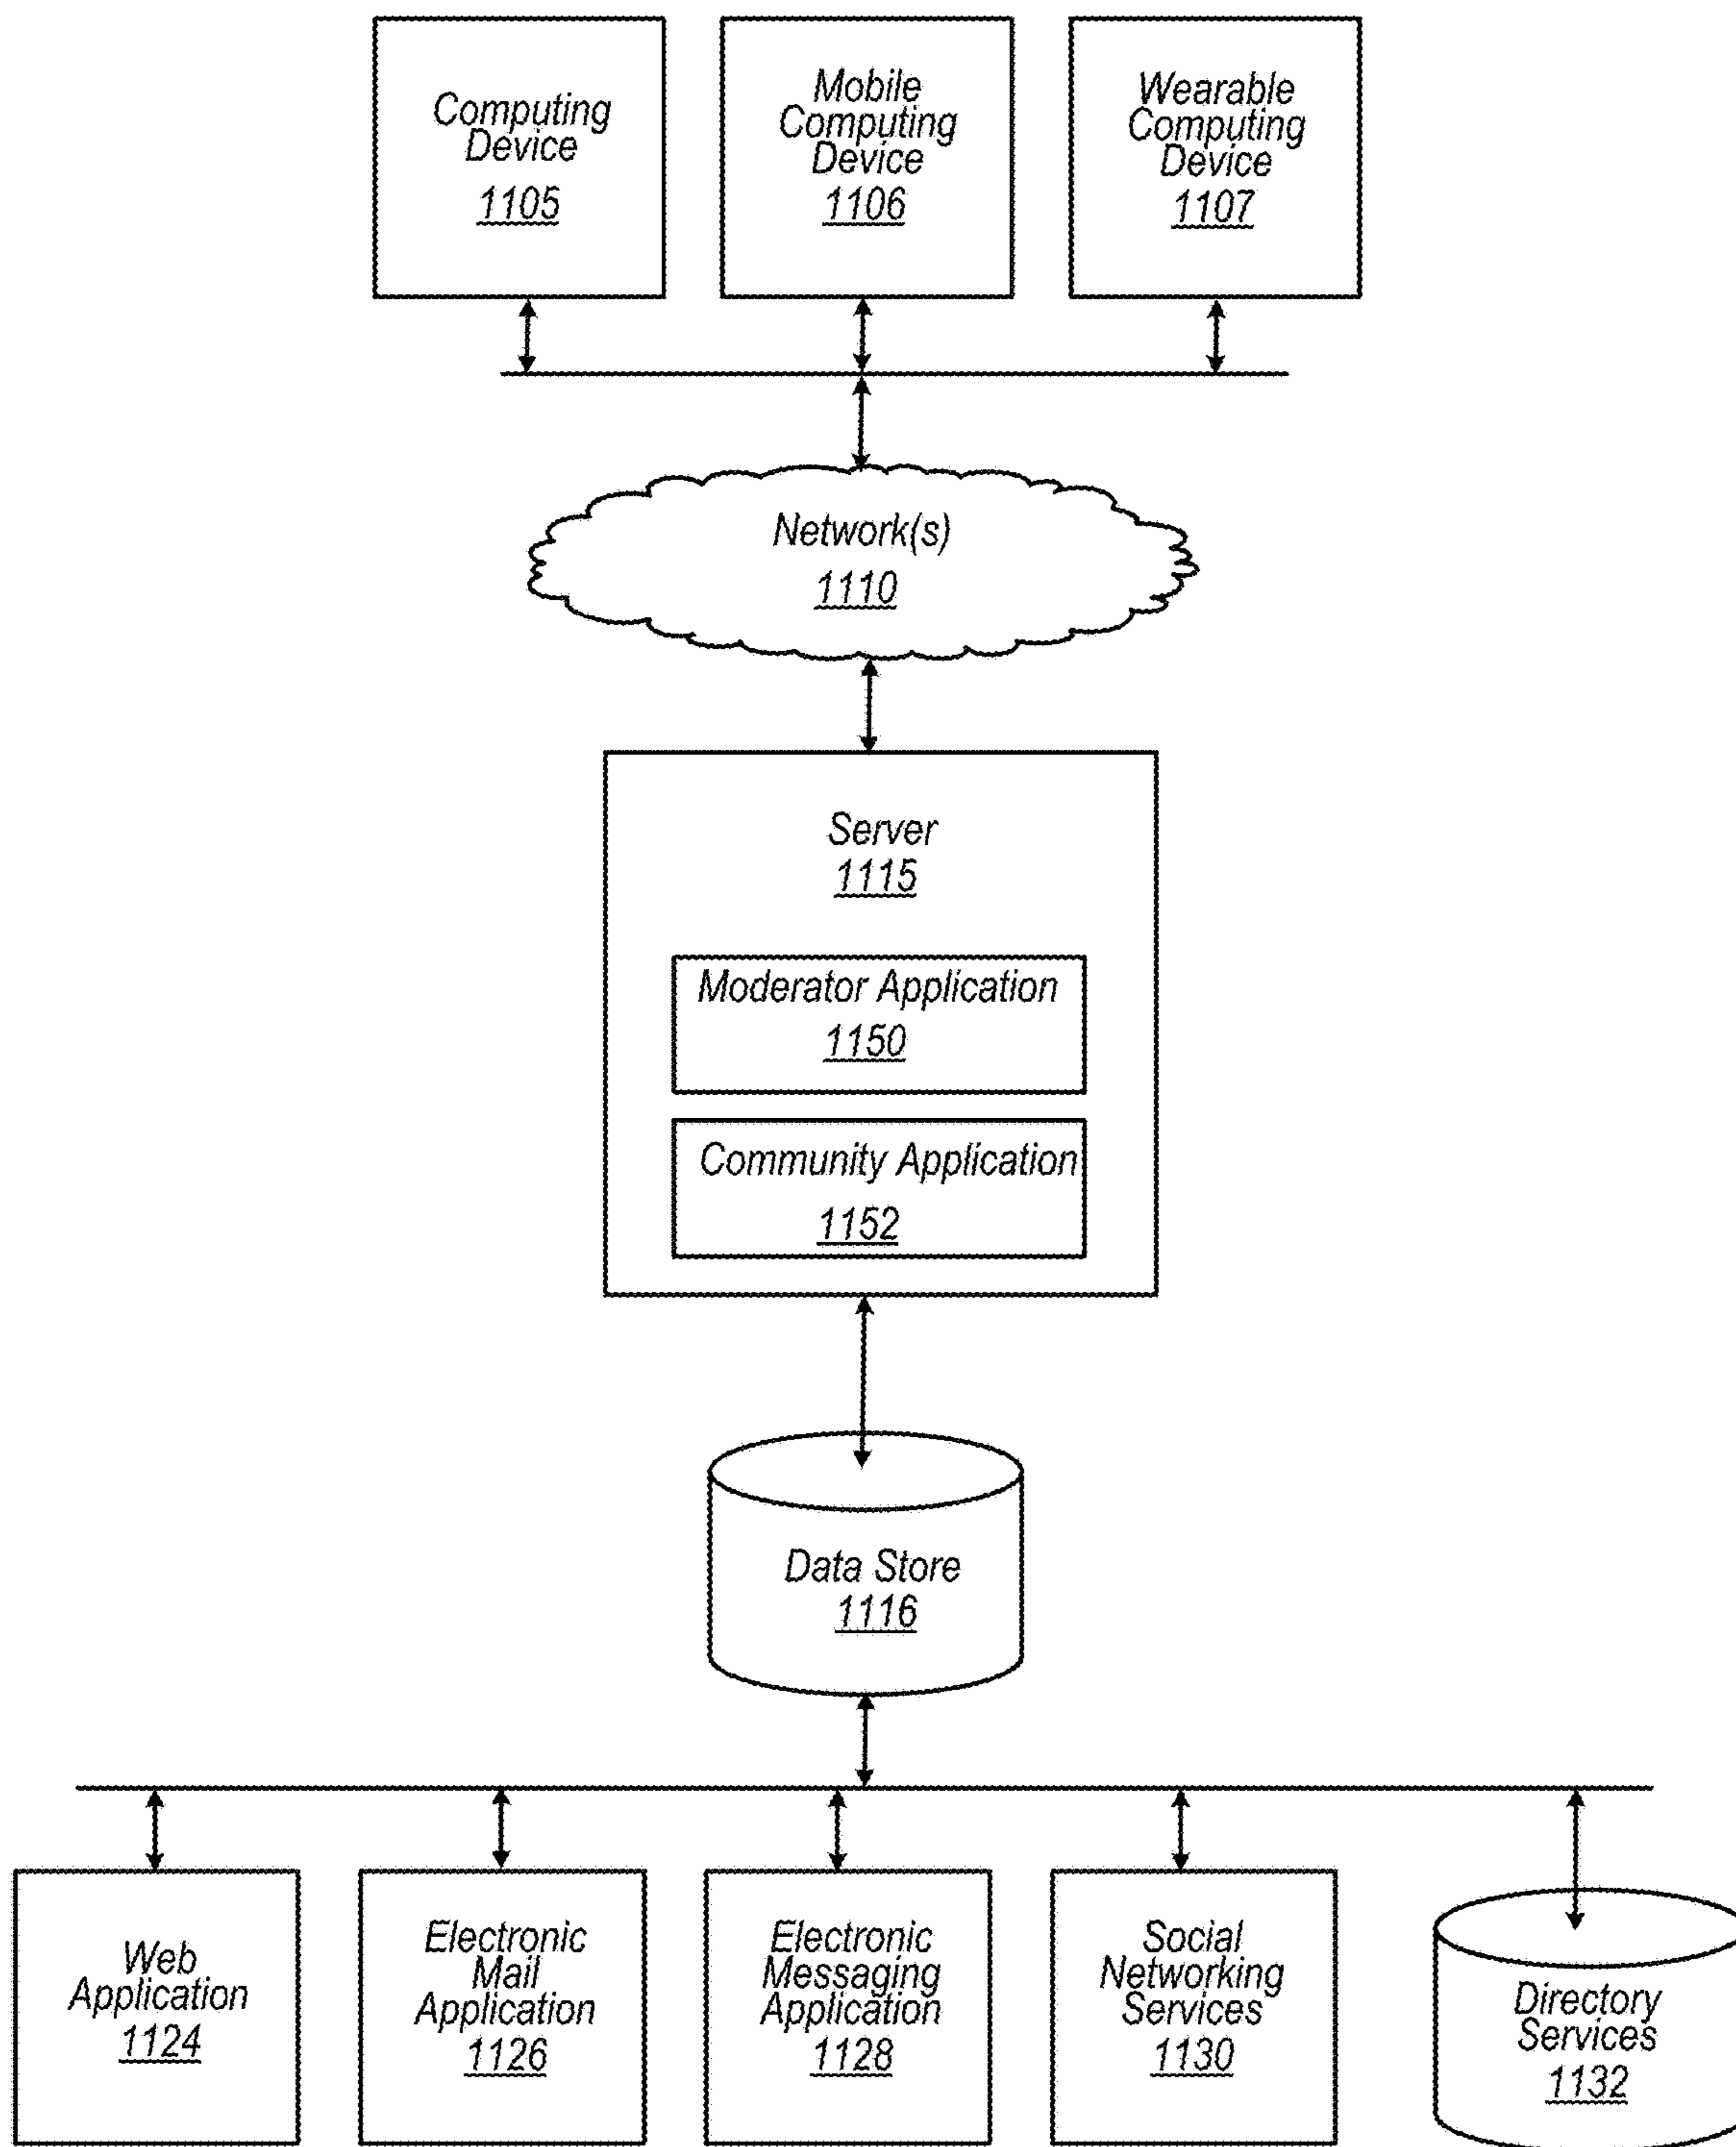 Computing
Device
1105
Mobile
Computing
Device
1106
Wearable
Computing
Device
1107
Network(s)
1110
Server
1115
Moderator Application
1150
Community Application
1152
Data Store
1116
Web
Application
1124
Electronic
Mail
Application
1126
Electronic
Messaging
Application
1128
Social
Networking
Services
1130
Directory
Services
1132